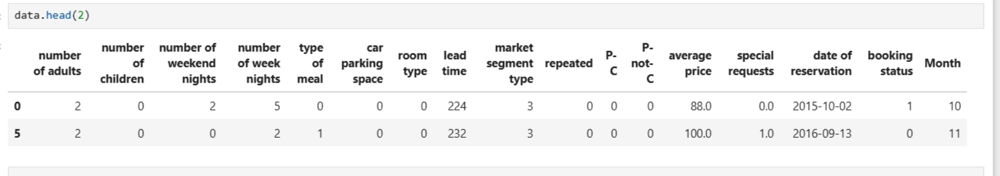 data.head(2)
number of adults number of children number of weekend nights number of week nights type of meal car parking space room type lead time market segment type repeated P-C P-not-C average price special requests date of reservation booking status Month
0 2 0 2 5 0 0 0 224 3 0 0 0 88.0 0.0 2015-10-02 1 10
5 2 0 0 2 1 0 0 232 3 0 0 0 100.0 1.0 2016-09-13 0 11